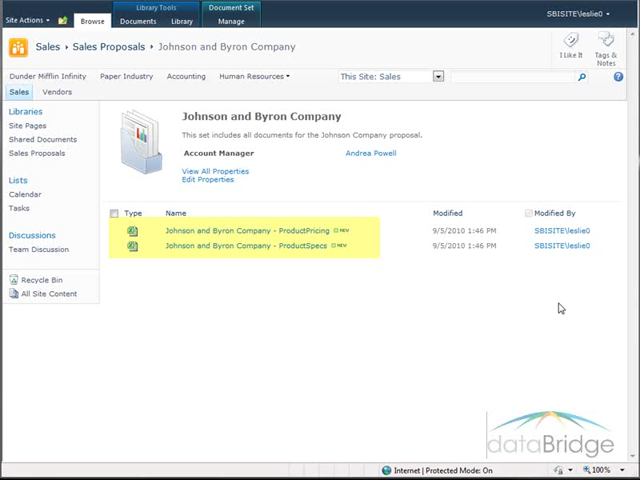 Library Tools
Document Set
Site Actions
Browse
Documents
Library
Manage
SBISITE\leslie0
Sales ▸ Sales Proposals ▸ Johnson and Byron Company
I Like It
Tags & Notes
Dunder Mifflin Infinity
Paper Industry
Accounting
Human Resources
This Site: Sales
Sales
Vendors
Libraries
Site Pages
Shared Documents
Sales Proposals
Lists
Calendar
Tasks
Discussions
Team Discussion
Recycle Bin
All Site Content
Johnson and Byron Company
This set includes all documents for the Johnson Company proposal.
Account Manager
Andrea Powell
View All Properties
Edit Properties
Type
Name
Modified
Modified By
Johnson and Byron Company - ProductPricing NEW
9/5/2010 1:46 PM
SBISITE\leslie0
Johnson and Byron Company - ProductSpecs NEW
9/5/2010 1:46 PM
SBISITE\leslie0
dataBridge
Internet | Protected Mode: On
100%